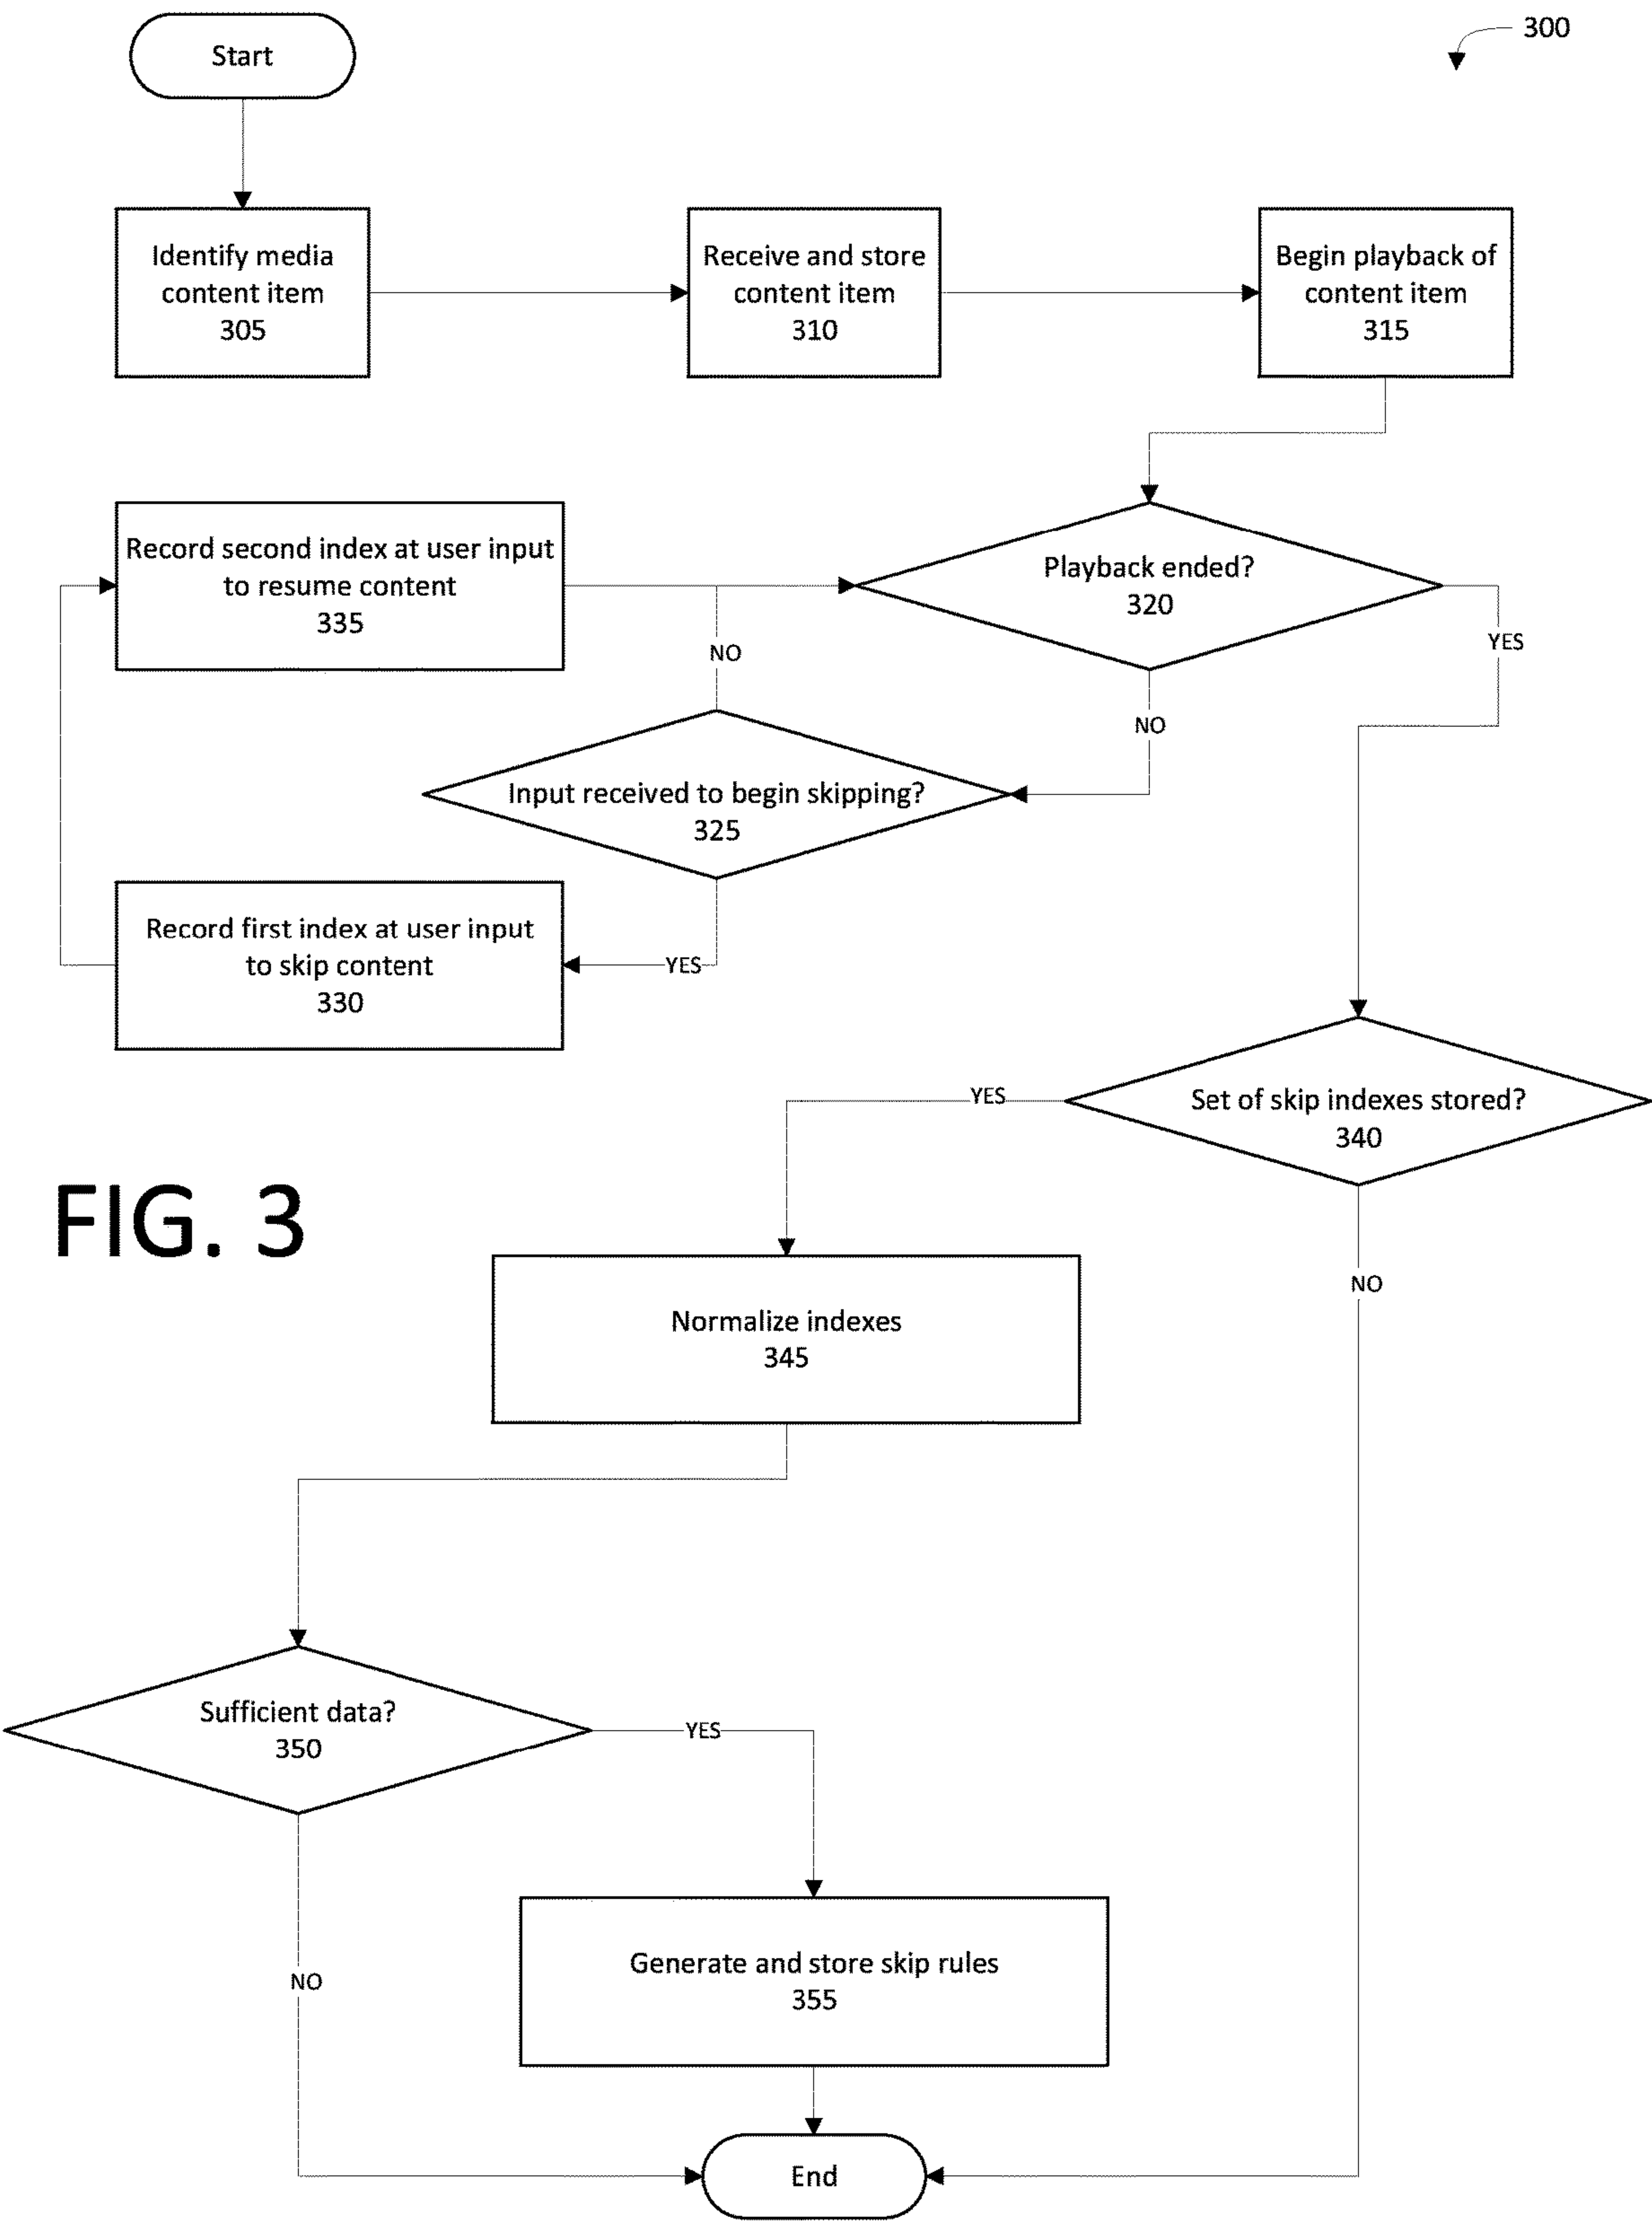 Start
300
Identify media
content item
305
Receive and store
content item
310
Begin playback of
content item
315
Record second index at user input
to resume content
335
Playback ended?
320
YES
NO
NO
Input received to begin skipping?
325
Record first index at user input
to skip content
330
YES
YES
Set of skip indexes stored?
340
FIG. 3
NO
Normalize indexes
345
Sufficient data?
350
YES
NO
Generate and store skip rules
355
End